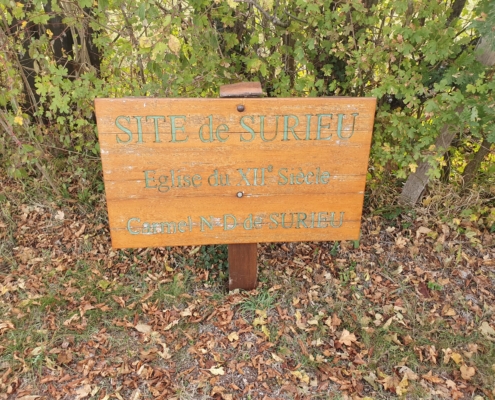 SITE de SURIEU
Eglise du XIIe Siècle
Carmel N-D de SURIEU